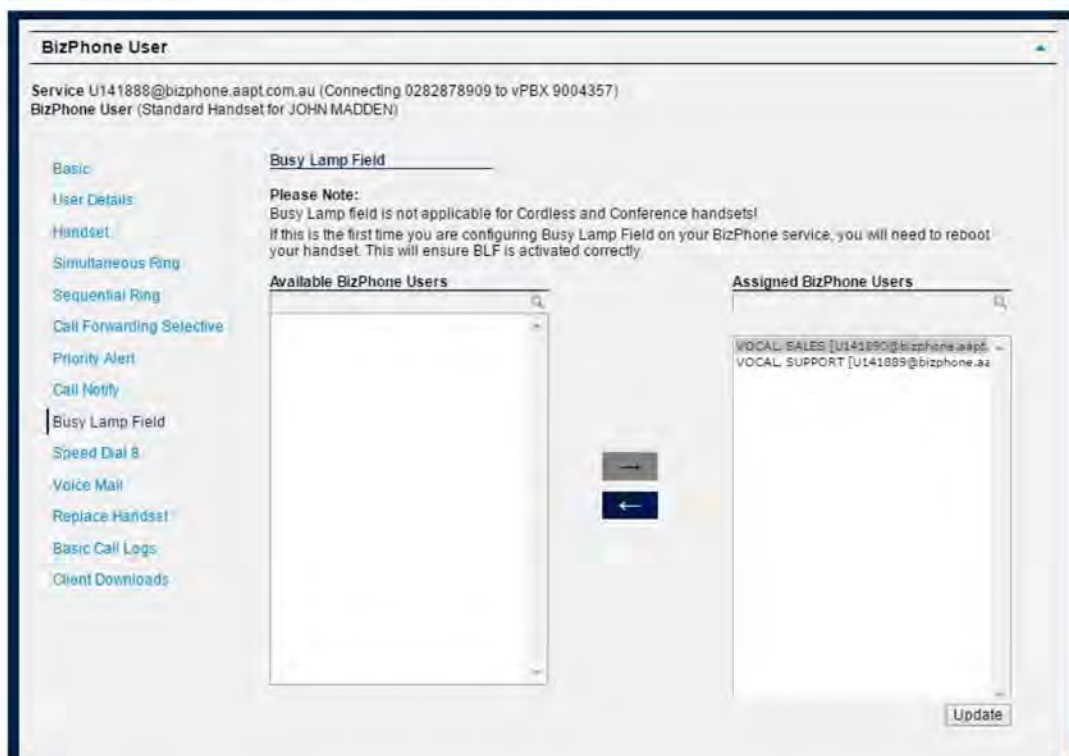 BizPhone User
Service U141888@bizphone.aapt.com.au (Connecting 0282878909 to vPBX 9004357)
BizPhone User (Standard Handset for JOHN MADDEN)
Basic
User Details
Handset
Simultaneous Ring
Sequential Ring
Call Forwarding Selective
Priority Alert
Call Notify
Busy Lamp Field
Speed Dial 8
Voice Mail
Replace Handset
Basic Call Logs
Client Downloads
Busy Lamp Field
Please Note:
Busy Lamp field is not applicable for Cordless and Conference handsets!
If this is the first time you are configuring Busy Lamp Field on your BizPhone service, you will need to reboot
your handset. This will ensure BLF is activated correctly
Available BizPhone Users
Assigned BizPhone Users
VOCAL, SALES [U141890@bizphone.aapt.
VOCAL, SUPPORT [U141889@bizphone.aa
→
←
Update